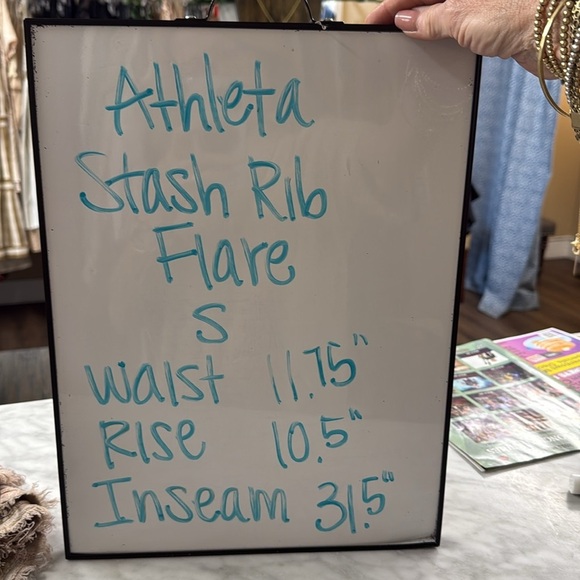 Athleta
Stash Rib
Flare
S
Waist 11.75"
Rise 10.5"
Inseam 31.5"